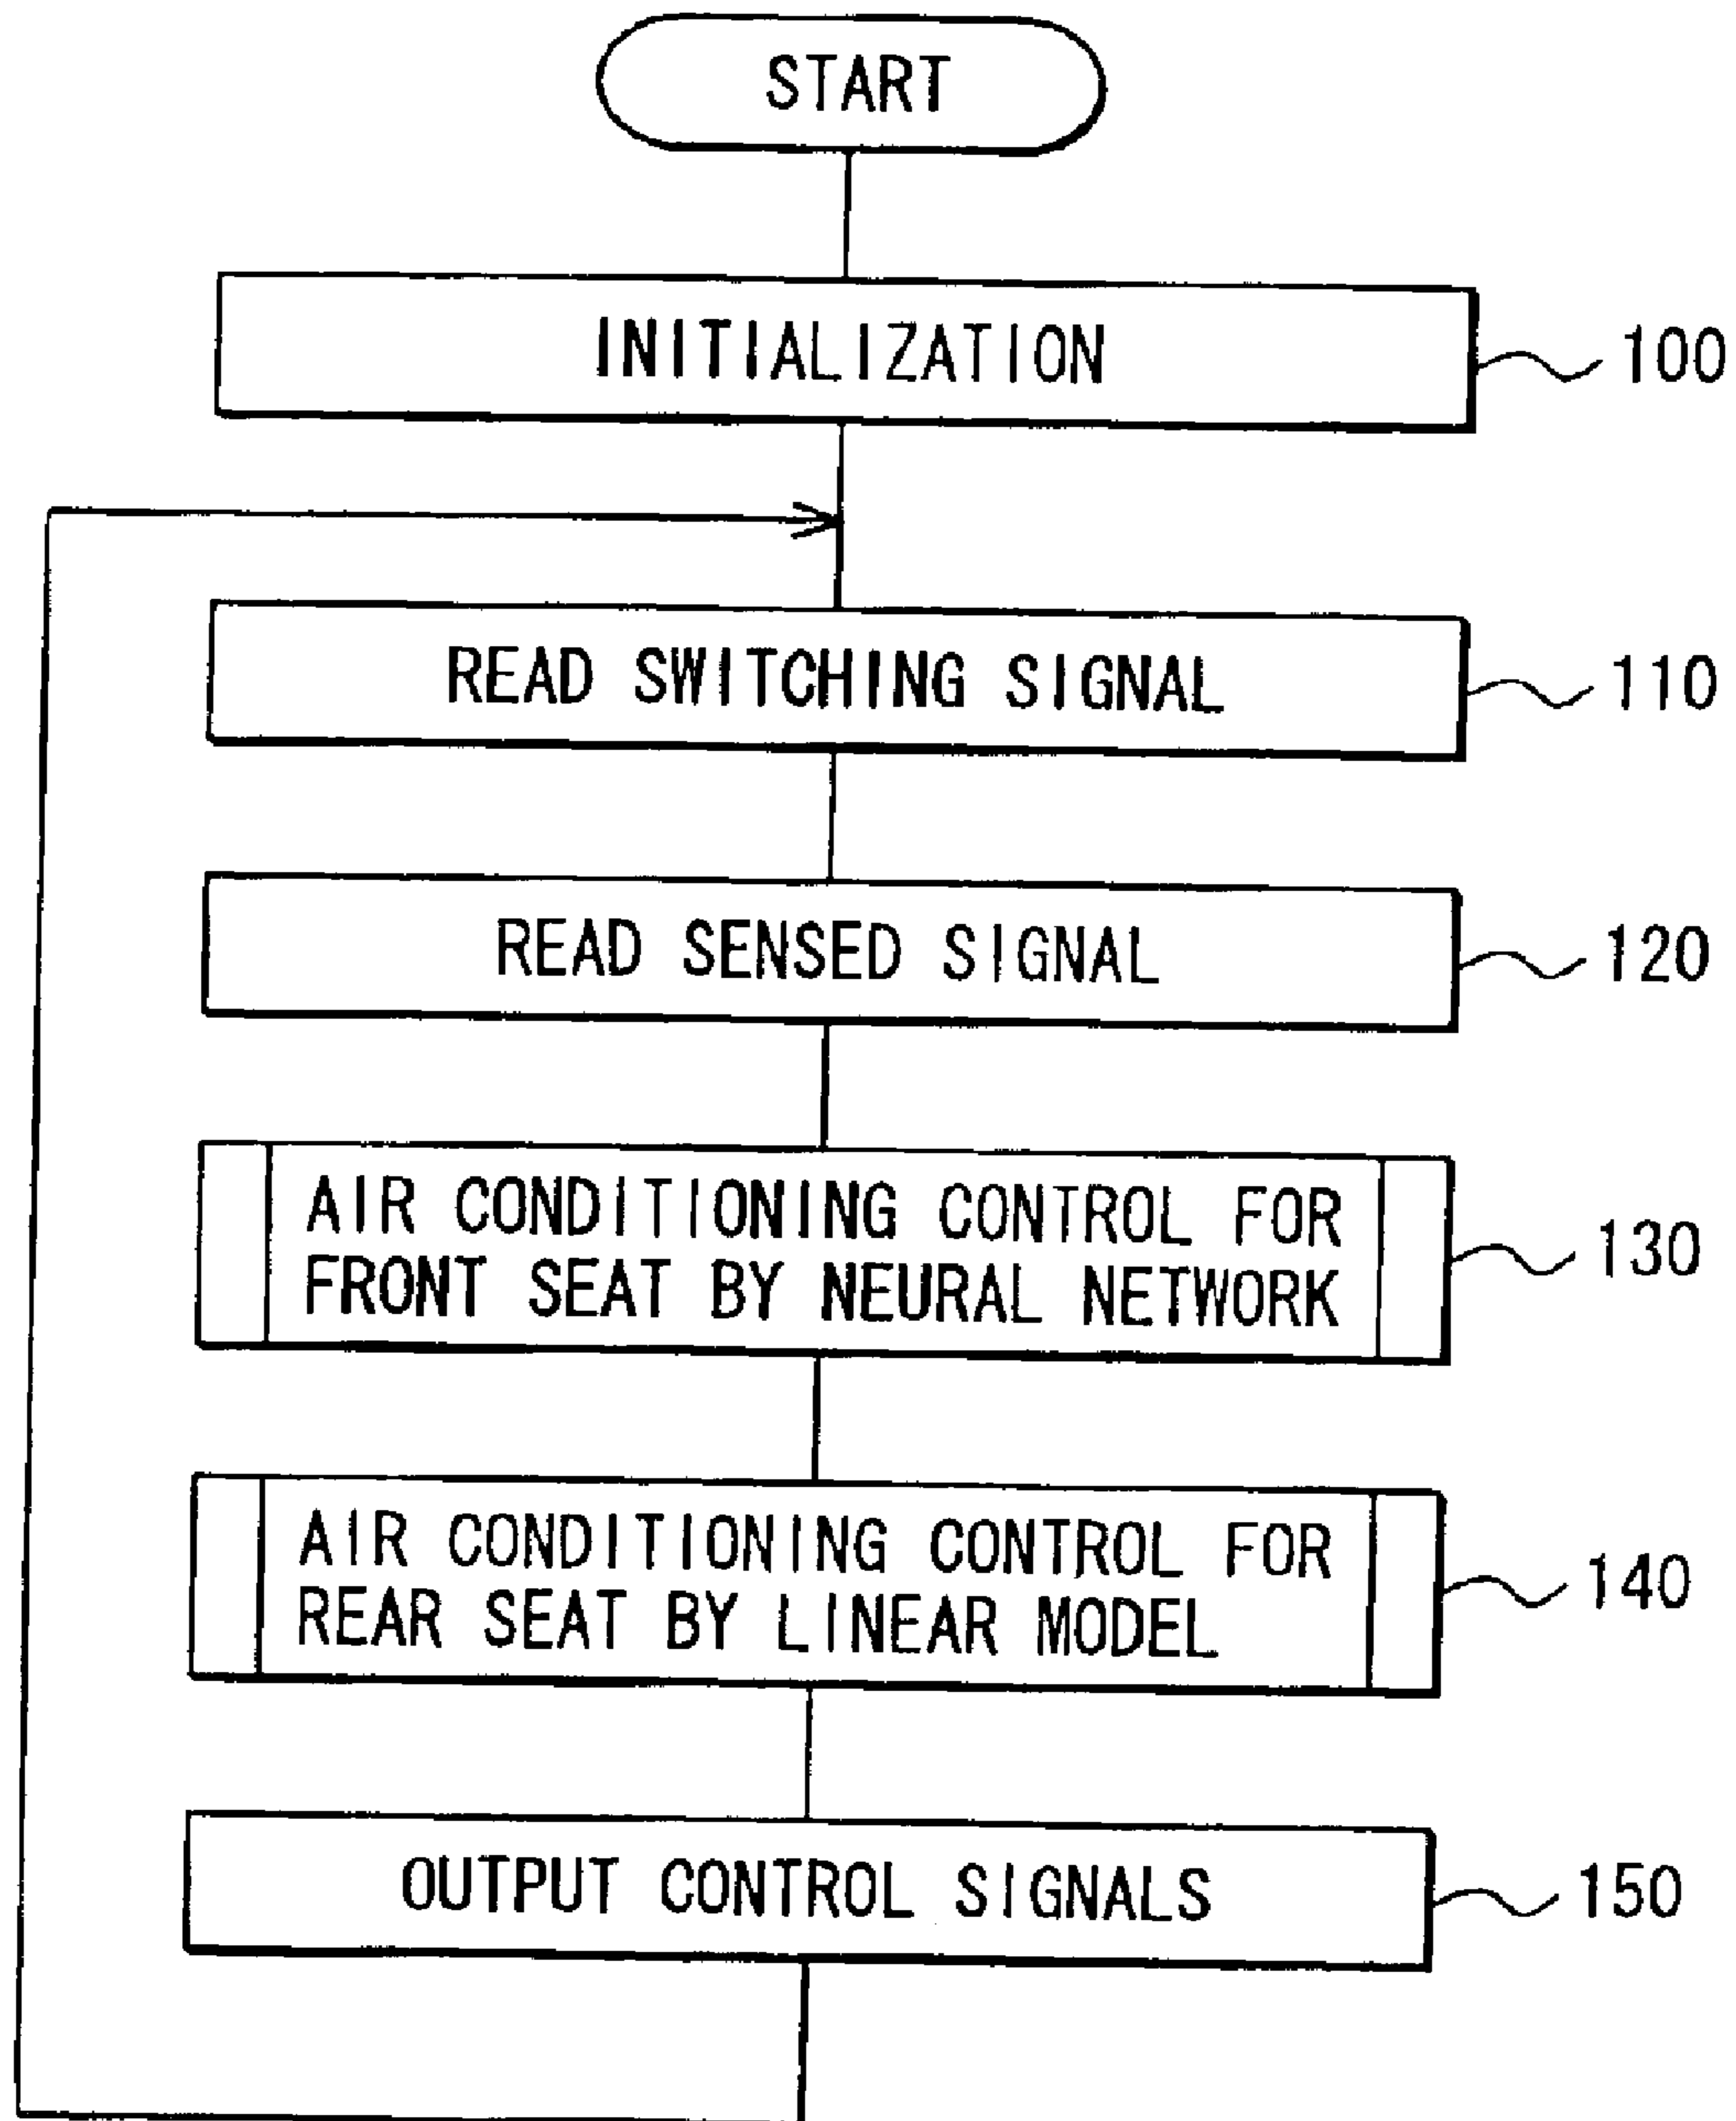 START
INITIALIZATION
100
READ SWITCHING SIGNAL
110
READ SENSED SIGNAL
120
AIR CONDITIONING CONTROL FOR
FRONT SEAT BY NEURAL NETWORK
130
AIR CONDITIONING CONTROL FOR
REAR SEAT BY LINEAR MODEL
140
OUTPUT CONTROL SIGNALS
150